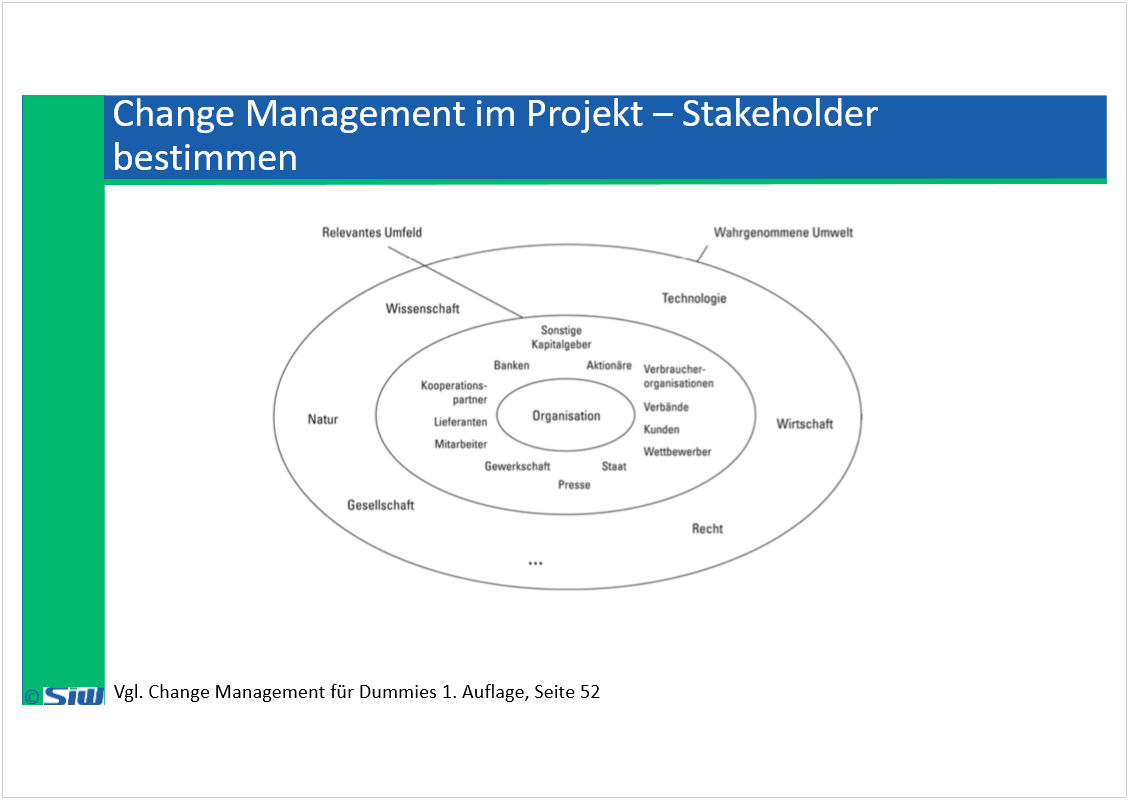 Change Management im Projekt – Stakeholder
bestimmen
Relevantes Umfeld
Wahrgenommene Umwelt
Technologie
Wissenschaft
Sonstige
Kapitalgeber
Banken
Aktionäre
Verbraucher-
organisationen
Kooperations-
partner
Verbände
Organisation
Lieferanten
Kunden
Mitarbeiter
Wettbewerber
Natur
Wirtschaft
Gewerkschaft
Staat
Presse
Gesellschaft
Recht
...
© SiW
Vgl. Change Management für Dummies 1. Auflage, Seite 52